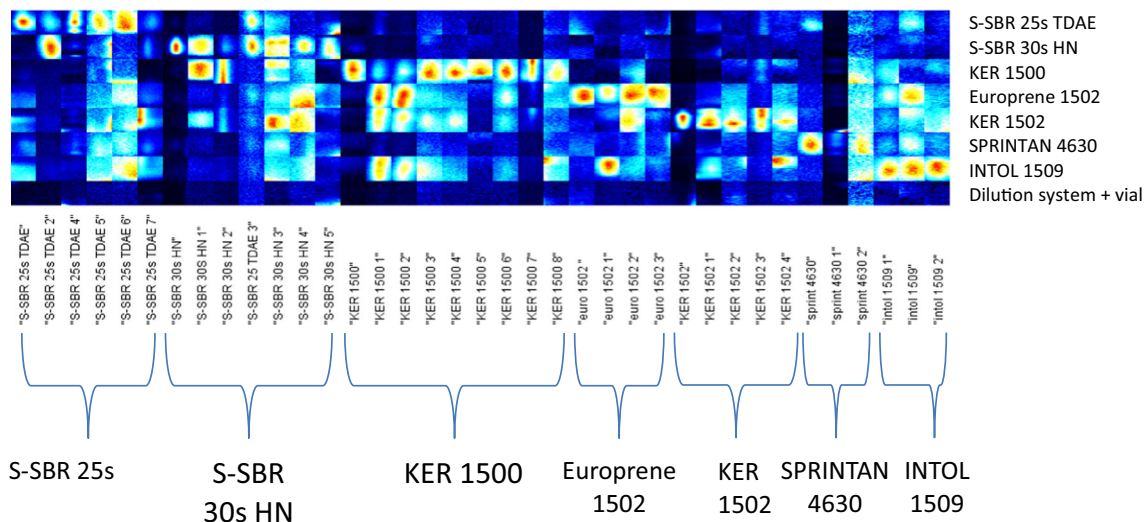 S-SBR 25s TDAE
S-SBR 30s HN
KER 1500
Europrene 1502
KER 1502
SPRINTAN 4630
INTOL 1509
Dilution system + vial
"S-SBR 25s TDAE"
"S-SBR 25s TDAE 2"
"S-SBR 25s TDAE 4"
"S-SBR 25s TDAE 5"
"S-SBR 25s TDAE 6"
"S-SBR 25s TDAE 7"
"S-SBR 30s HN"
"S-SBR 30S HN 1"
"S-SBR 30s HN 2"
"S-SBR 25 TDAE 3"
"S-SBR 30s HN 3"
"S-SBR 30s HN 4"
"S-SBR 30s HN 5"
"KER 1500"
"KER 1500 1"
"KER 1500 2"
"KER 1500 3"
"KER 1500 4"
"KER 1500 5"
"KER 1500 6"
"KER 1500 7"
"KER 1500 8"
"euro 1502 "
"euro 1502 1"
"euro 1502 2"
"euro 1502 3"
"KER 1502"
"KER 1502 1"
"KER 1502 2"
"KER 1502 3"
"KER 1502 4"
"sprint 4630"
"sprint 4630 1"
"sprint 4630 2"
"intol 1509 1"
"intol 1509"
"intol 1509 2"
S-SBR 25s
S-SBR
30s HN
KER 1500
Europrene
1502
KER
1502
SPRINTAN
4630
INTOL
1509